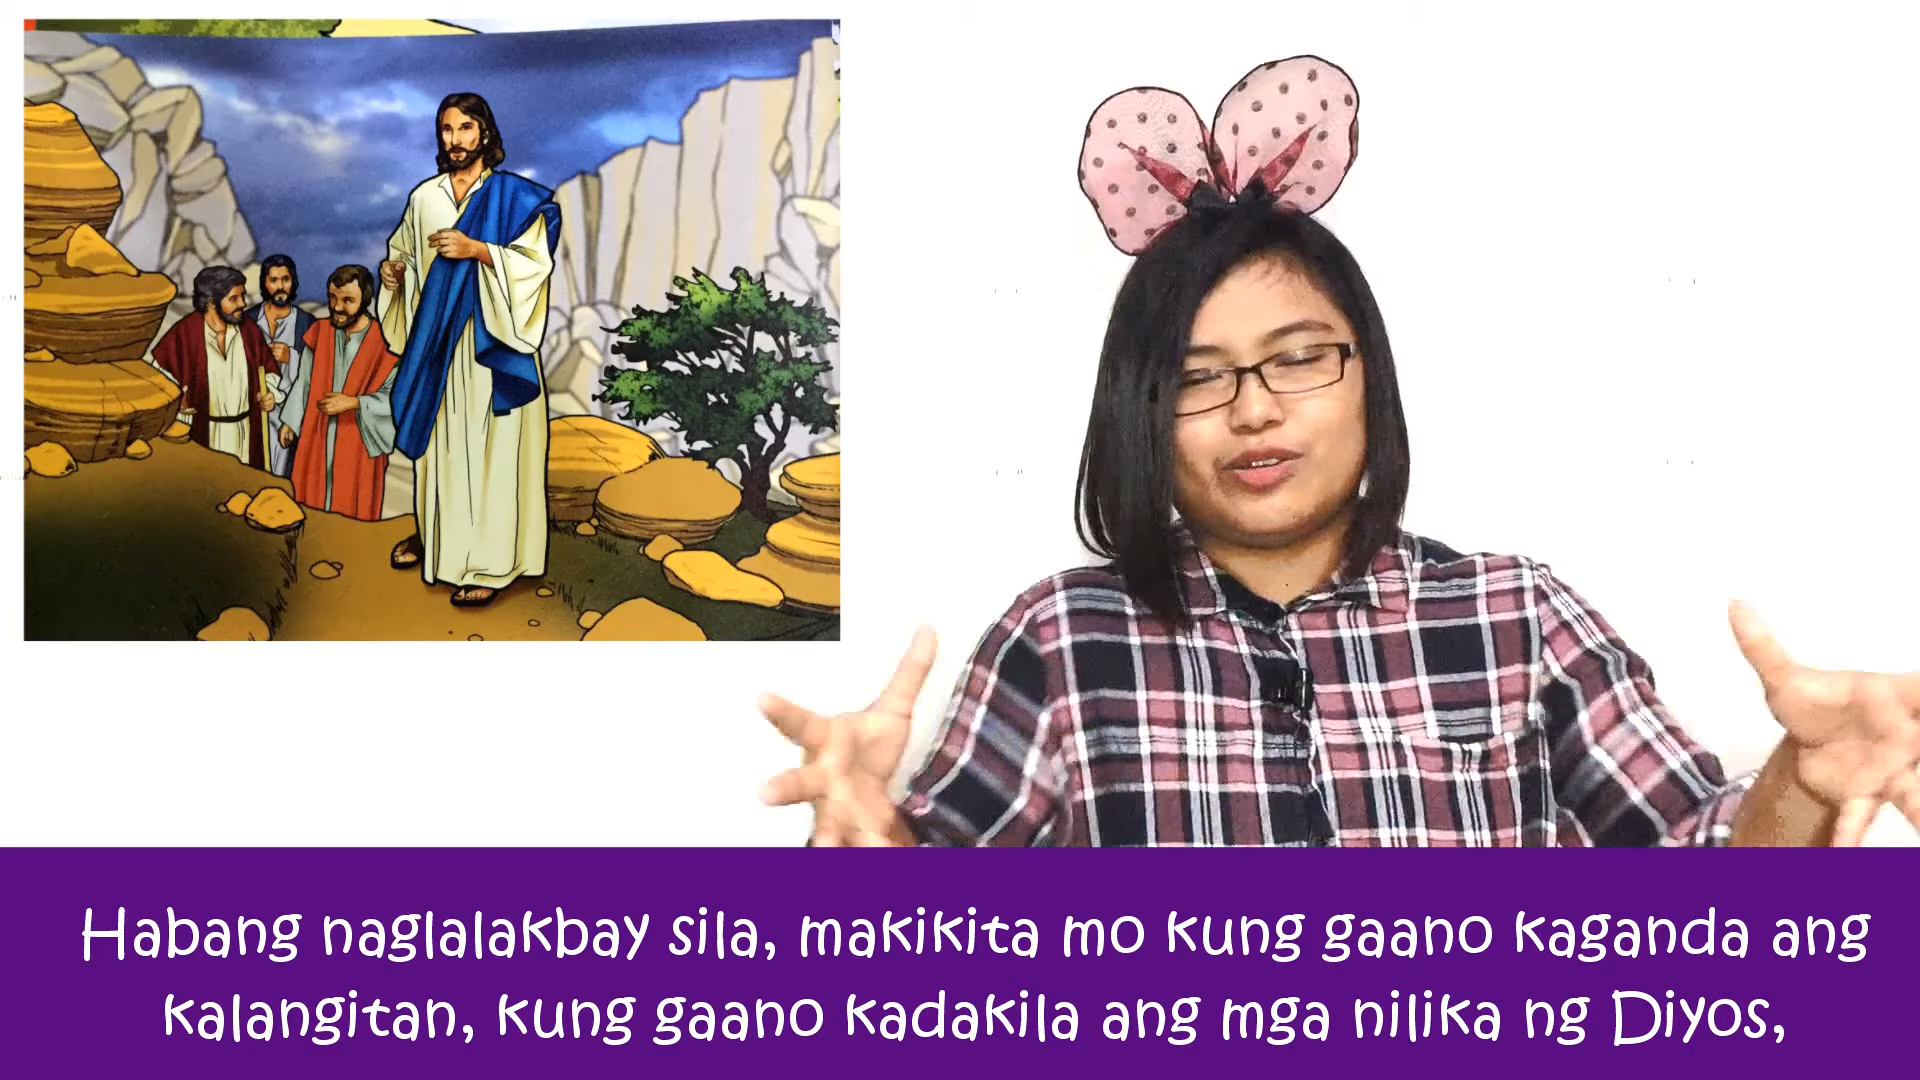 Habang naglalakbay sila, makikita mo kung gaano kaganda ang
kalangitan, kung gaano kadakila ang mga nilika ng Diyos,